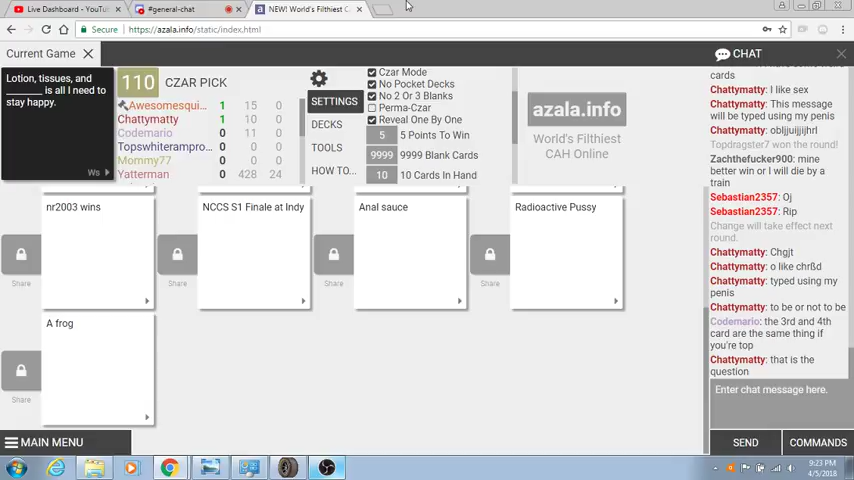 Live Dashboard - YouTu
#general-chat
NEW! World's Filthiest C
Secure
https://azala.info/static/index.html
Current Game
CHAT
Lotion, tissues, and
_______ is all I need to
stay happy.
Ws
110 CZAR PICK
Awesomesqui... 1 15 0
Chattymatty 1 10 0
Codemario 0 11 0
Topswhiterampro... 0 0 0
Mommy77 0 0 0
Yatterman 0 428 24
SETTINGS
DECKS
TOOLS
HOW TO...
Czar Mode
No Pocket Decks
No 2 Or 3 Blanks
Perma-Czar
Reveal One By One
5 5 Points To Win
9999 9999 Blank Cards
10 10 Cards In Hand
azala.info
World's Filthiest
CAH Online
nr2003 wins
NCCS S1 Finale at Indy
Anal sauce
Radioactive Pussy
Share
Share
Share
Share
A frog
Share
cards
Chattymatty: I like sex
Chattymatty: This message
will be typed using my
penis
Chattymatty: obljuijijhrl
Topdragster7 won the round!
Zachthefucker900: mine
better win or I will die by a
train
Sebastian2357: Oj
Sebastian2357: Rip
Change will take effect next
round.
Chattymatty: Chgjt
Chattymatty: o like chrßd
Chattymatty: typed using my
penis
Chattymatty: to be or not to be
Codemario: the 3rd and 4th
card are the same thing if
you're top
Chattymatty: that is the
question
Enter chat message here.
MAIN MENU
SEND
COMMANDS
9:23 PM
4/5/2018